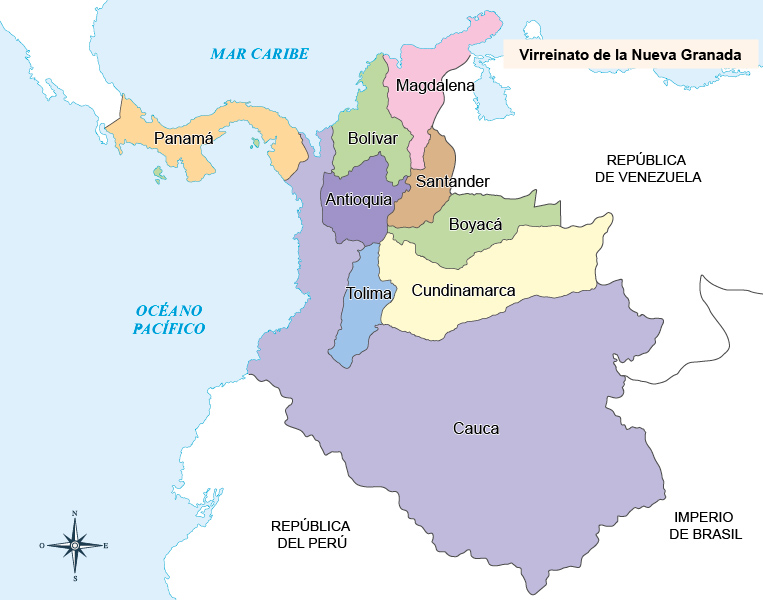 MAR CARIBE
Virreinato de la Nueva Granada
Magdalena
Panamá
Bolívar
REPÚBLICA
DE VENEZUELA
Santander
Antioquia
Boyacá
Tolima
Cundinamarca
OCÉANO
PACÍFICO
Cauca
REPÚBLICA
DEL PERÚ
IMPERIO
DE BRASIL
N
O
E
S